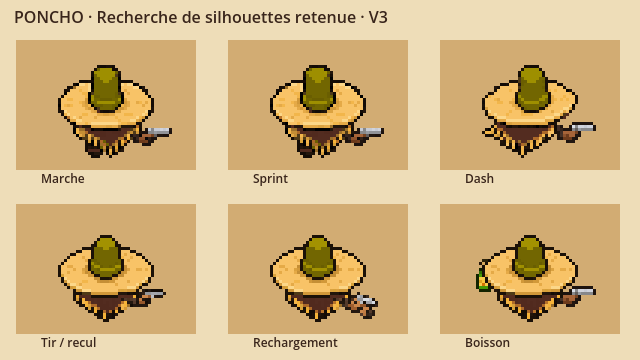 PONCHO · Recherche de silhouettes retenue · V3
Marche
Sprint
Dash
Tir / recul
Rechargement
Boisson